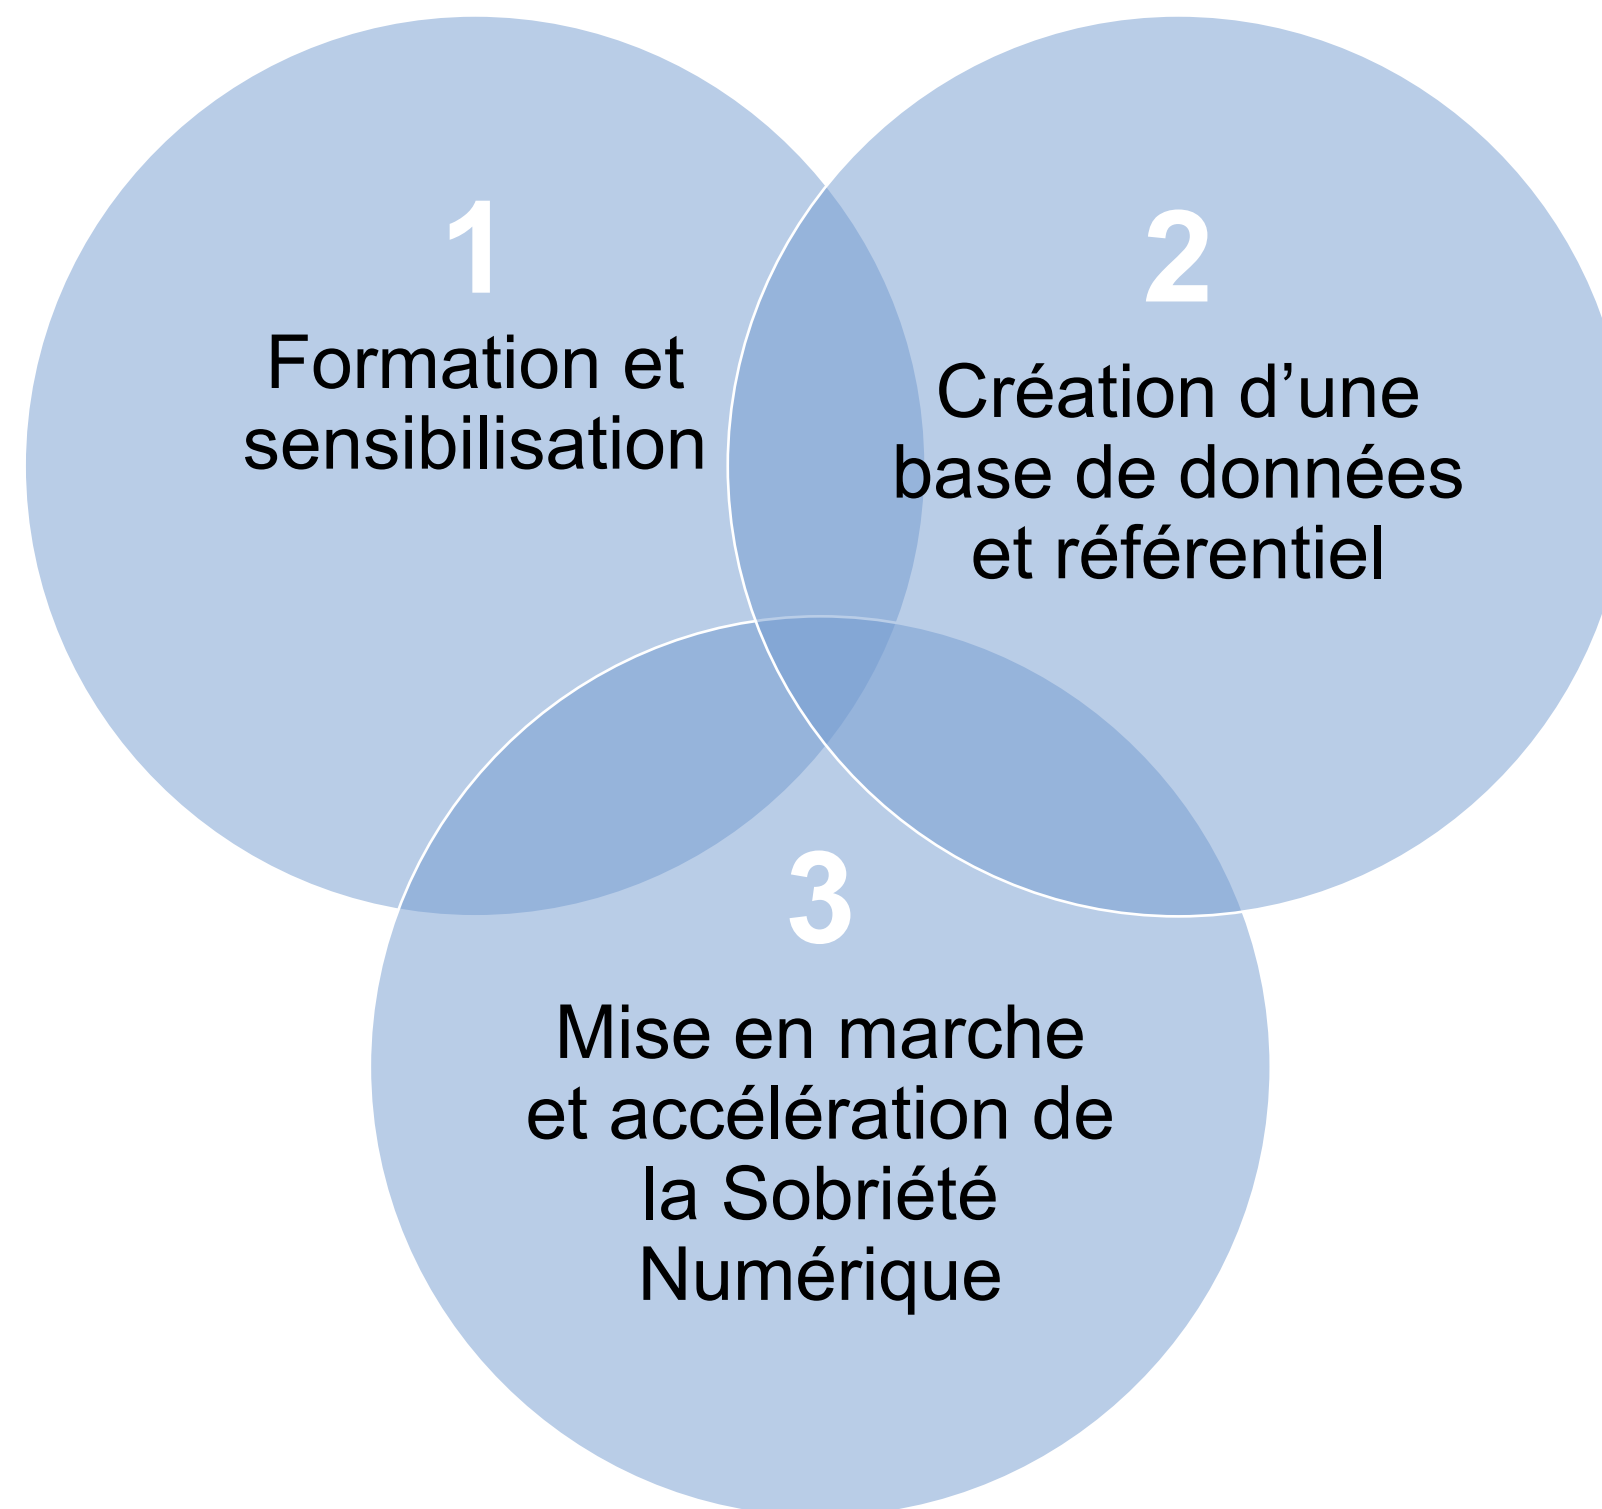 1
Formation et
sensibilisation
2
Création d’une
base de données
et référentiel
3
Mise en marche
et accélération de
la Sobriété
Numérique